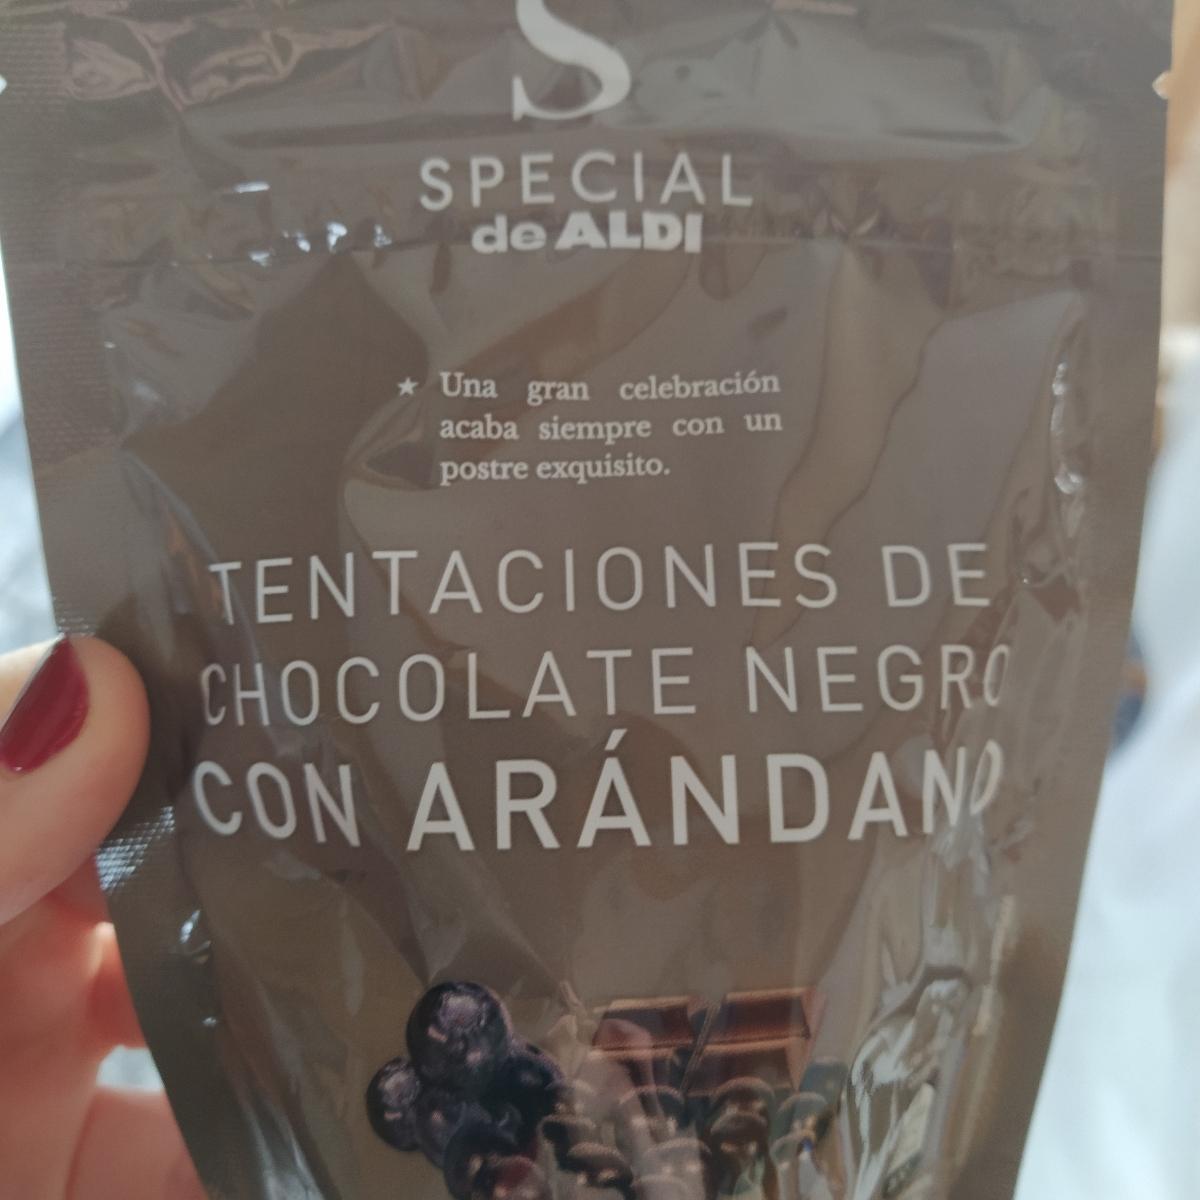 S
SPECIAL
de ALDI
★ Una gran celebración
acaba siempre con un
postre exquisito.
TENTACIONES DE
CHOCOLATE NEGRO
CON ARÁNDANO